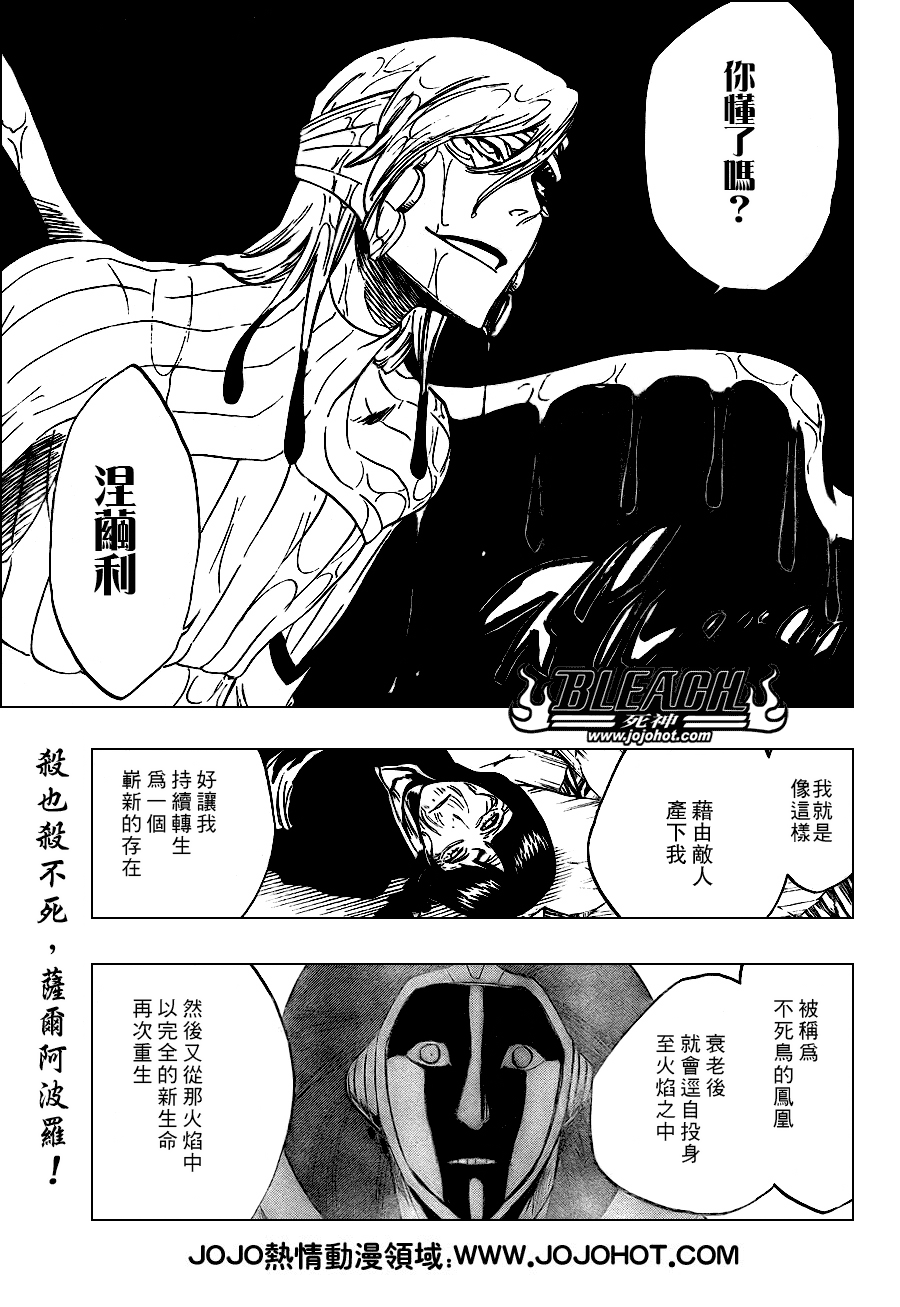 你懂了嗎？
涅繭利
BLEACH
死神
www.jojohot.com
我就是
像這樣
藉由敵人
產下我
好讓我
持續轉生
爲一個
嶄新的存在
被稱爲
不死鳥的鳳凰
衰老後
就會逕自投身
至火焰之中
然後又從那火焰中
以完全的新生命
再次重生
殺也殺不死，薩爾阿波羅！
JOJO熱情動漫領域:WWW.JOJOHOT.COM